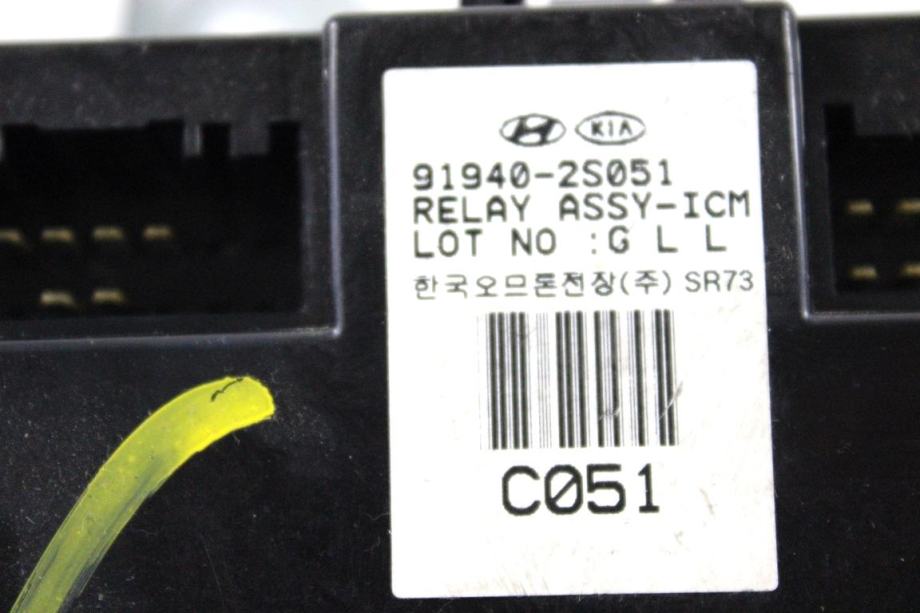 KIA
91940-2S051
RELAY ASSY-ICM
LOT NO :G L L
한국오므론전장(주) SR73
C051